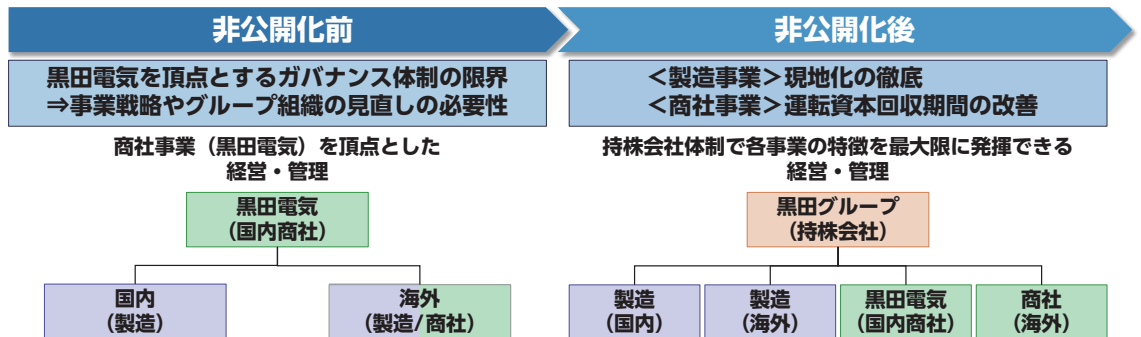 非公開化前
黒田電気を頂点とするガバナンス体制の限界
⇒事業戦略やグループ組織の見直しの必要性
商社事業（黒田電気）を頂点とした
経営・管理
黒田電気
（国内商社）
国内
（製造）
海外
（製造/商社）
非公開化後
＜製造事業＞現地化の徹底
＜商社事業＞運転資本回収期間の改善
持株会社体制で各事業の特徴を最大限に発揮できる
経営・管理
黒田グループ
（持株会社）
製造
（国内）
製造
（海外）
黒田電気
（国内商社）
商社
（海外）